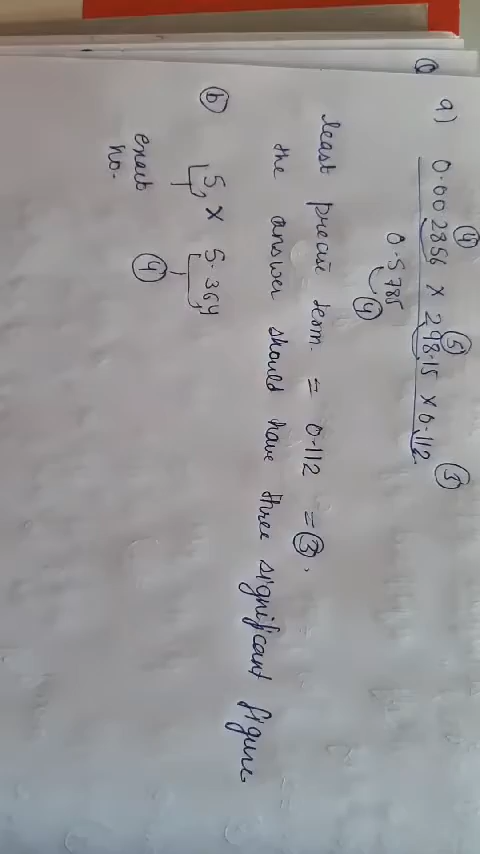 Q
a) 0.002856 ④ × 298.15 ⑤ × 0.112 ③
0.5785 ④
least precise term = 0.112 = ③.
the answer should have three significant figure
ⓑ 5 × 5.364
exact no. ④